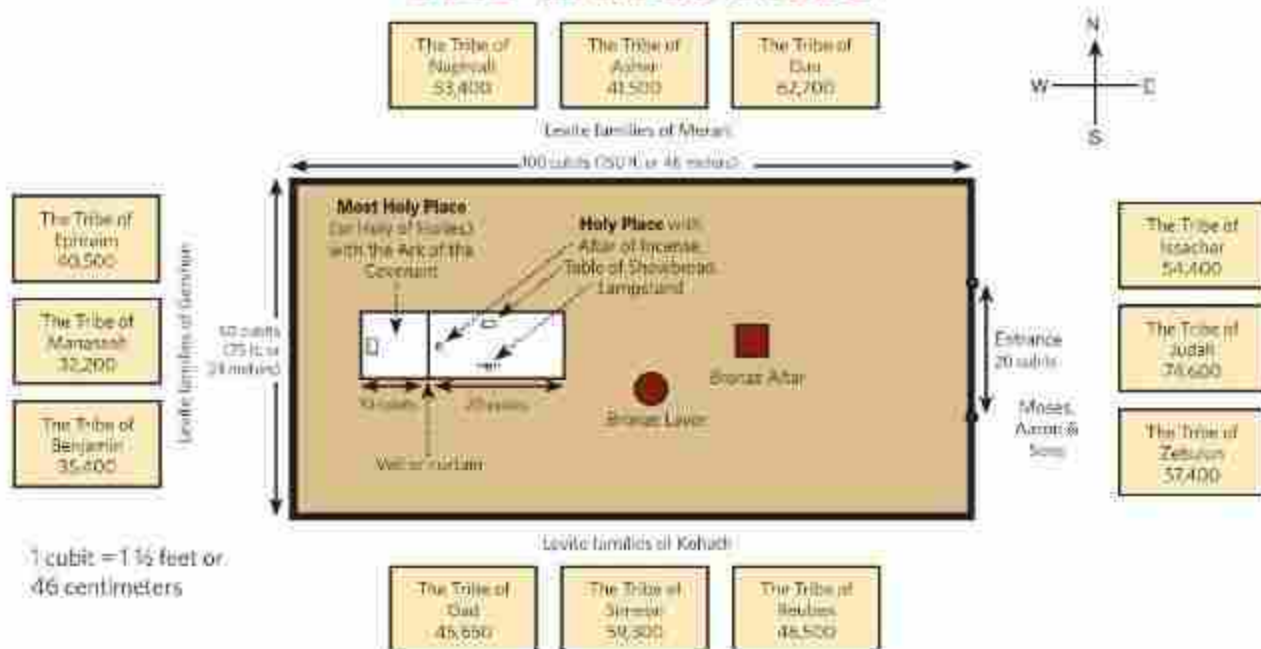 The Tribe of
Naphtali
53,400
The Tribe of
Asher
41,500
The Tribe of
Dan
62,700
N
W
E
S
Levite families of Merari
100 cubits (150 ft. or 46 meters)
The Tribe of
Ephraim
40,500
The Tribe of
Manasseh
32,200
The Tribe of
Benjamin
35,400
Levite families of Gershon
50 cubits
(75 ft. or
23 meters)
Most Holy Place
(or Holy of Holies)
with the Ark of the
Covenant
Holy Place with
Altar of Incense,
Table of Showbread,
Lampstand
10 cubits
20 cubits
Veil or curtain
Bronze Laver
Bronze Altar
Entrance
20 cubits
Moses,
Aaron &
Sons
The Tribe of
Issachar
54,400
The Tribe of
Judah
74,600
The Tribe of
Zebulun
57,400
1 cubit = 1 ½ feet or
46 centimeters
Levite families of Kohath
The Tribe of
Gad
45,650
The Tribe of
Simeon
59,300
The Tribe of
Reuben
46,500